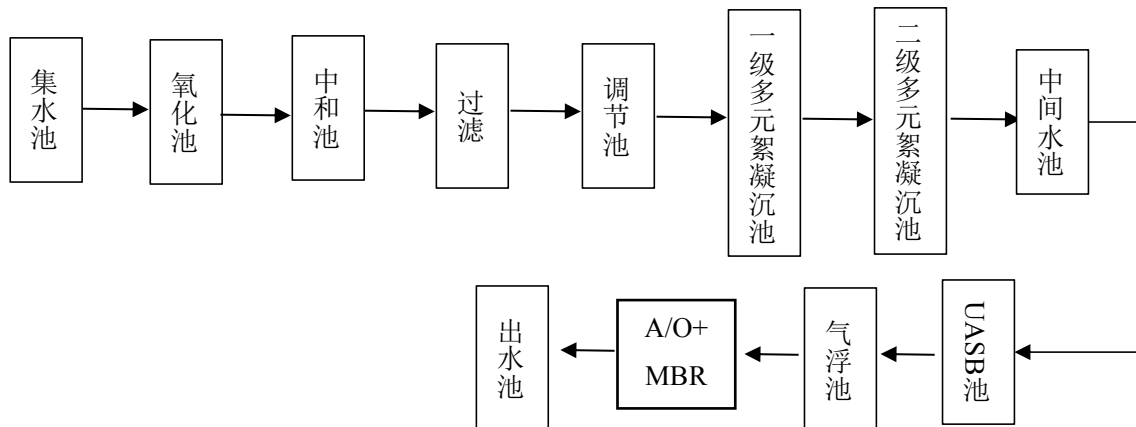 集水池
氧化池
中和池
过滤
调节池
一级多元絮凝沉池
二级多元絮凝沉池
中间水池
出水池
A/O+
MBR
气浮池
UASB池